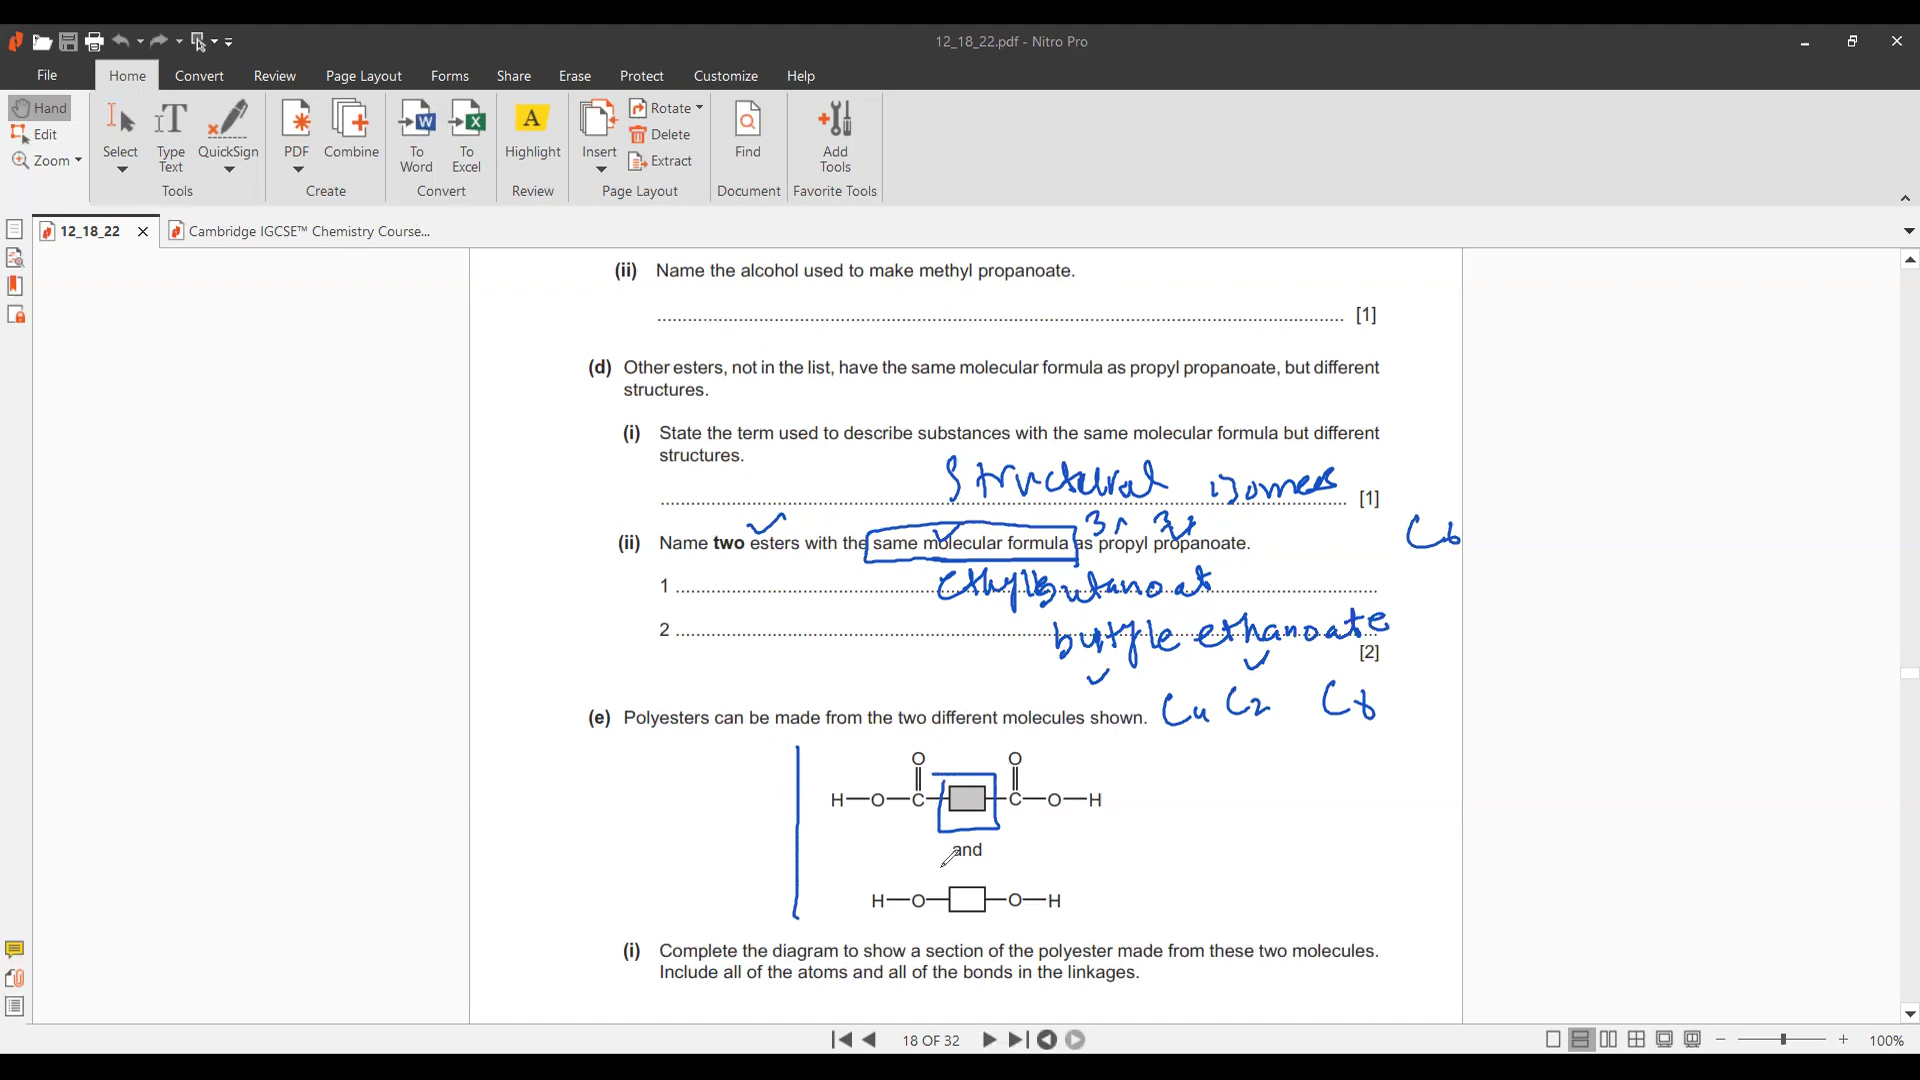 12_18_22.pdf - Nitro Pro
File Home Convert Review Page Layout Forms Share Erase Protect Customize Help
Hand
Edit
Zoom
Select
Type Text
QuickSign
Tools
PDF
Combine
Create
To Word
To Excel
Convert
A
Highlight
Review
Insert
Rotate
Delete
Extract
Page Layout
Find
Document
Add Tools
Favorite Tools
12_18_22
Cambridge IGCSE™ Chemistry Course...
(ii) Name the alcohol used to make methyl propanoate.
[1]
(d) Other esters, not in the list, have the same molecular formula as propyl propanoate, but different
structures.
(i) State the term used to describe substances with the same molecular formula but different
structures.
Structural isomers
[1]
3 3
C6
(ii) Name two esters with the same molecular formula as propyl propanoate.
1 ethylbutanoat
2 butyle ethanoate
[2]
C4 C2 C6
(e) Polyesters can be made from the two different molecules shown.
O O
H O C C O H
and
H O O H
(i) Complete the diagram to show a section of the polyester made from these two molecules.
Include all of the atoms and all of the bonds in the linkages.
18 OF 32
100%